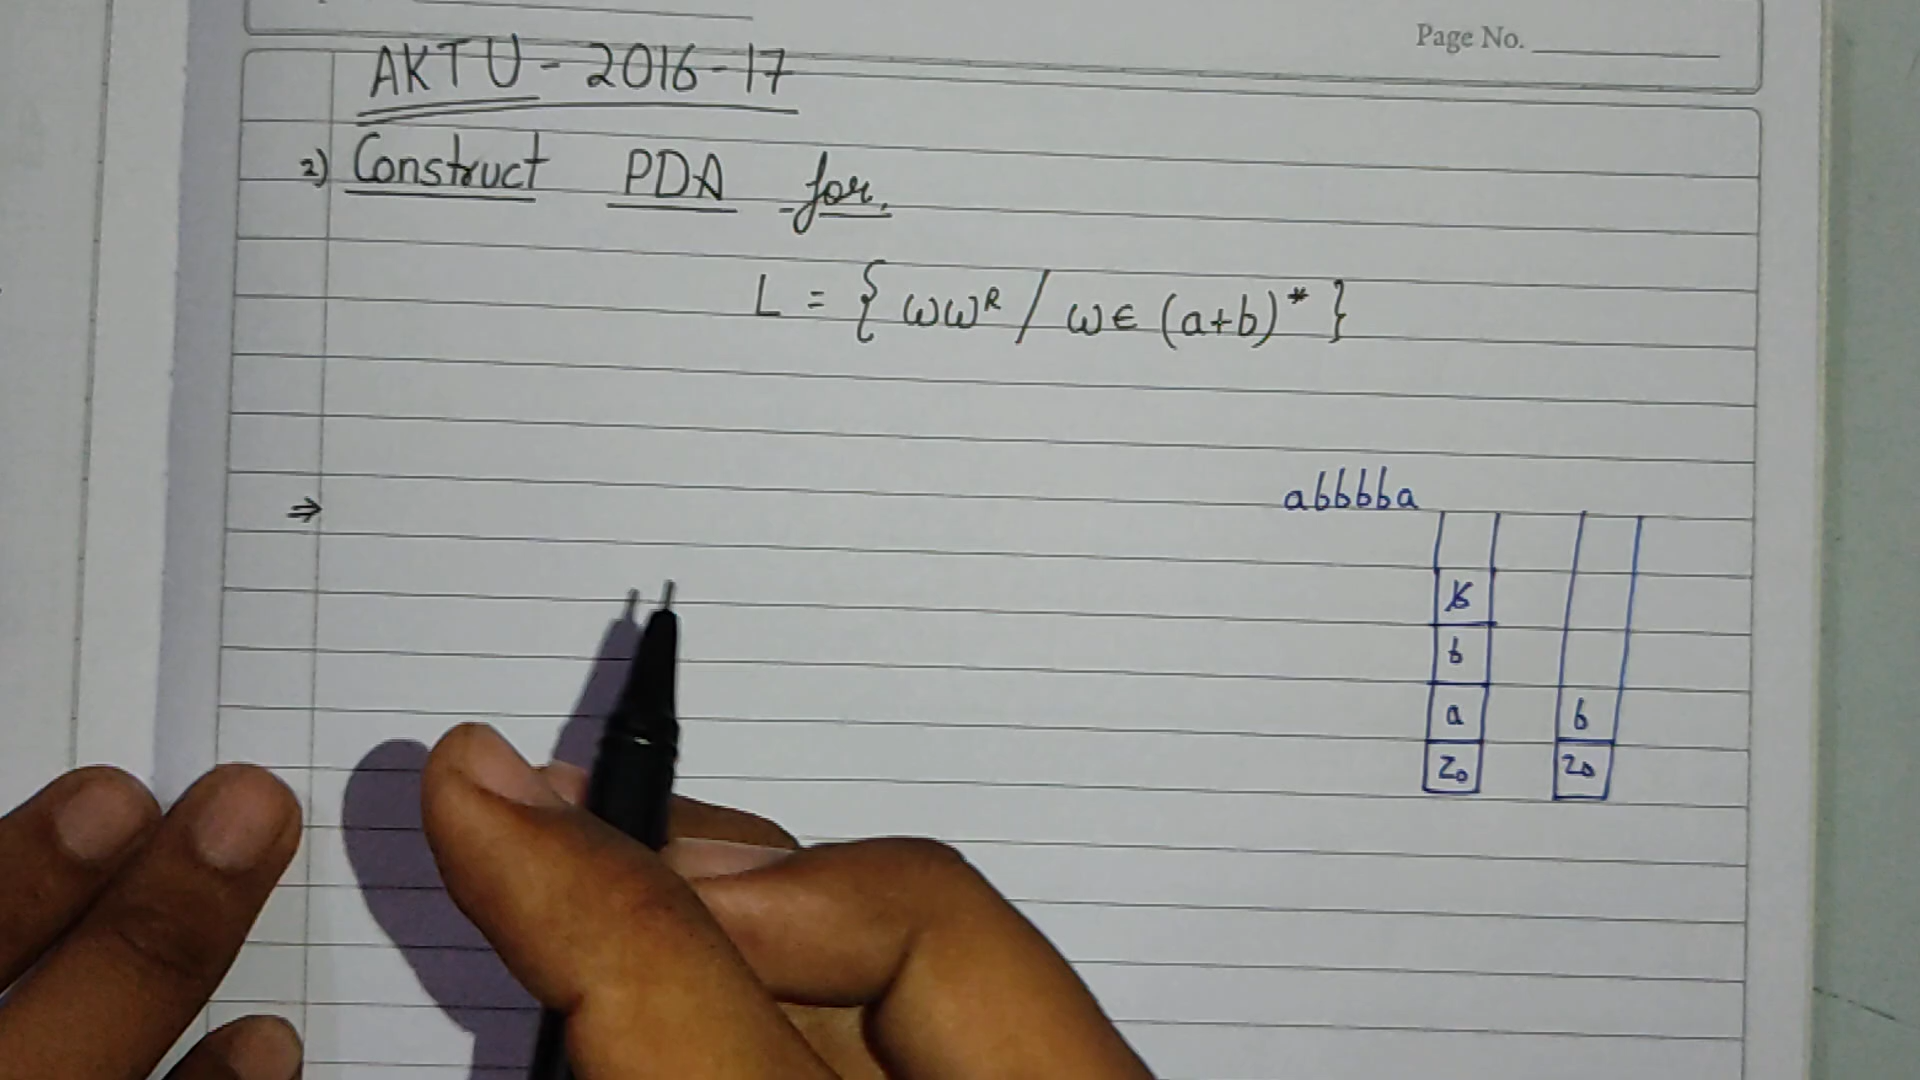 Page No.
AKTU - 2016-17
2) Construct PDA for.
L = { ωω^R / ω ∈ (a+b)* }
abbbba
⇒
b
b
a b
Z0 Z0